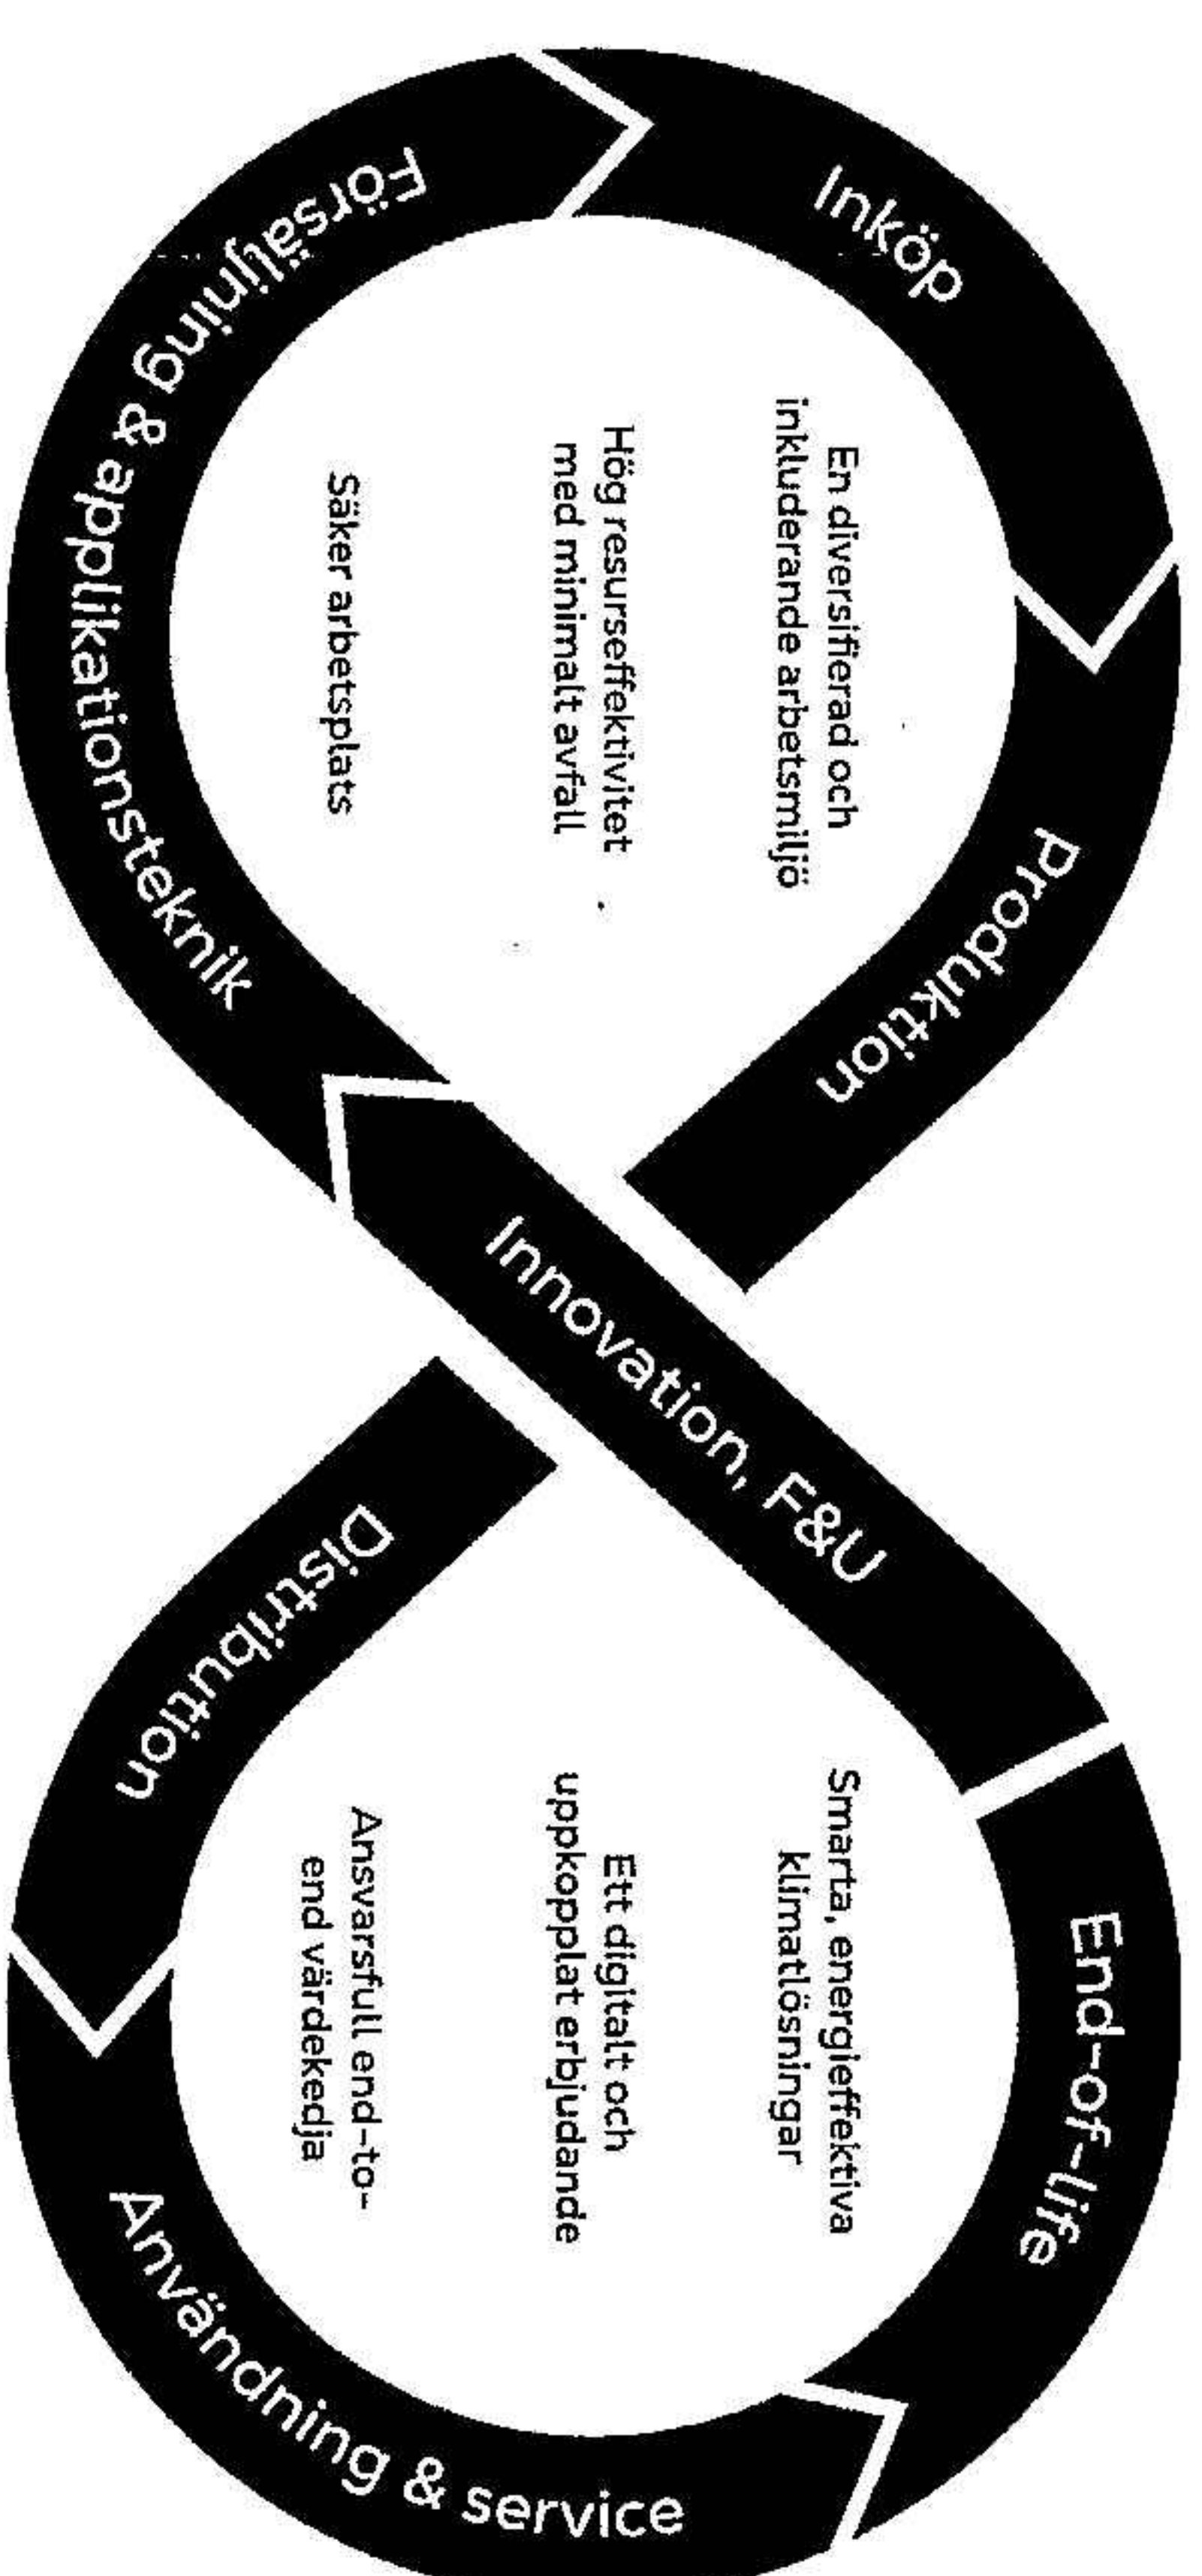 Inköp
Försäljning & applikationsteknik
Produktion
Innovation, F&U
Distribution
End-of-life
Användning & service
En diversifierad och
inkluderande arbetsmiljö
Hög resurseffektivitet
med minimalt avfall
Säker arbetsplats
Smarta, energieffektiva
klimatlösningar
Ett digitalt och
uppkopplat erbjudande
Ansvarsfull end-to-
end värdekedja